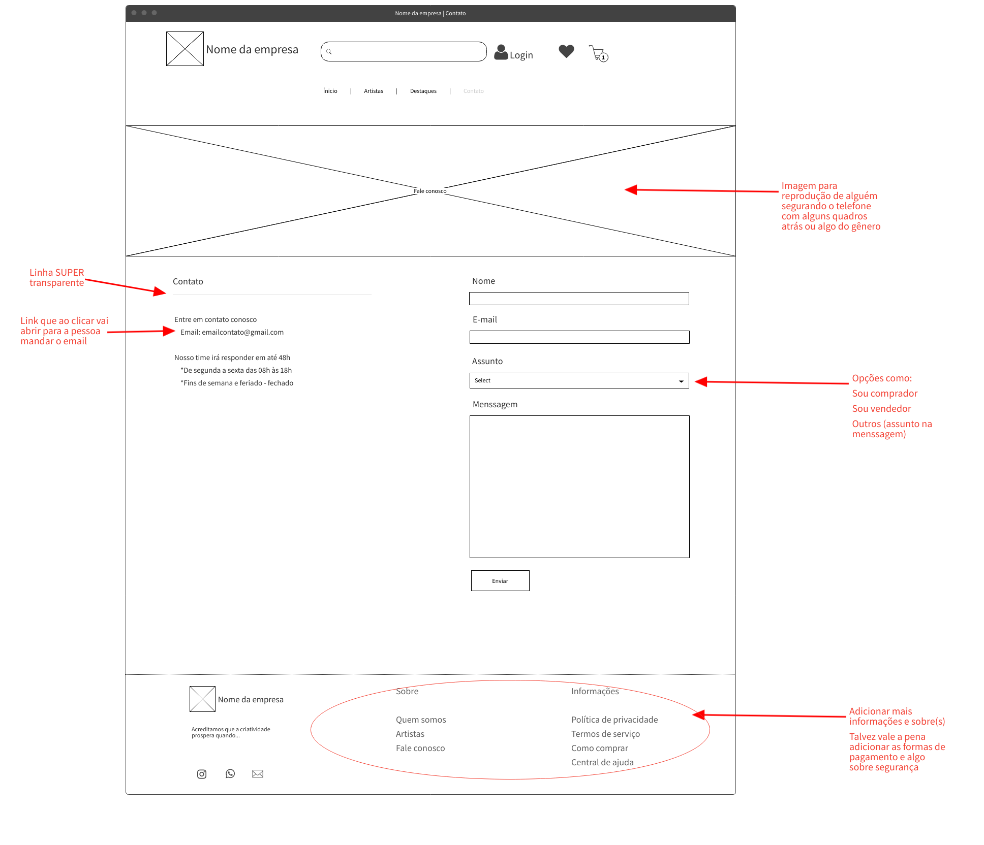 Nome da empresa | Contato
Nome da empresa
Login
1
Ínicio | Artistas | Destaques | Contato
Fale conosco
Imagem para
reprodução de alguém
segurando o telefone
com alguns quadros
atrás ou algo do gênero
Linha SUPER
transparente
Link que ao clicar vai
abrir para a pessoa
mandar o email
Contato
Entre em contato conosco
Email: emailcontato@gmail.com
Nosso time irá responder em até 48h
*De segunda a sexta das 08h ás 18h
*Fins de semana e feriado - fechado
Nome
E-mail
Assunto
Select
Menssagem
Enviar
Opções como:
Sou comprador
Sou vendedor
Outros (assunto na
menssagem)
Nome da empresa
Acreditamos que a criatividade
prospera quando...
Sobre
Quem somos
Artistas
Fale conosco
Informações
Política de privacidade
Termos de serviço
Como comprar
Central de ajuda
Adicionar mais
informações e sobre(s)
Talvez vale a pena
adicionar as formas de
pagamento e algo
sobre segurança